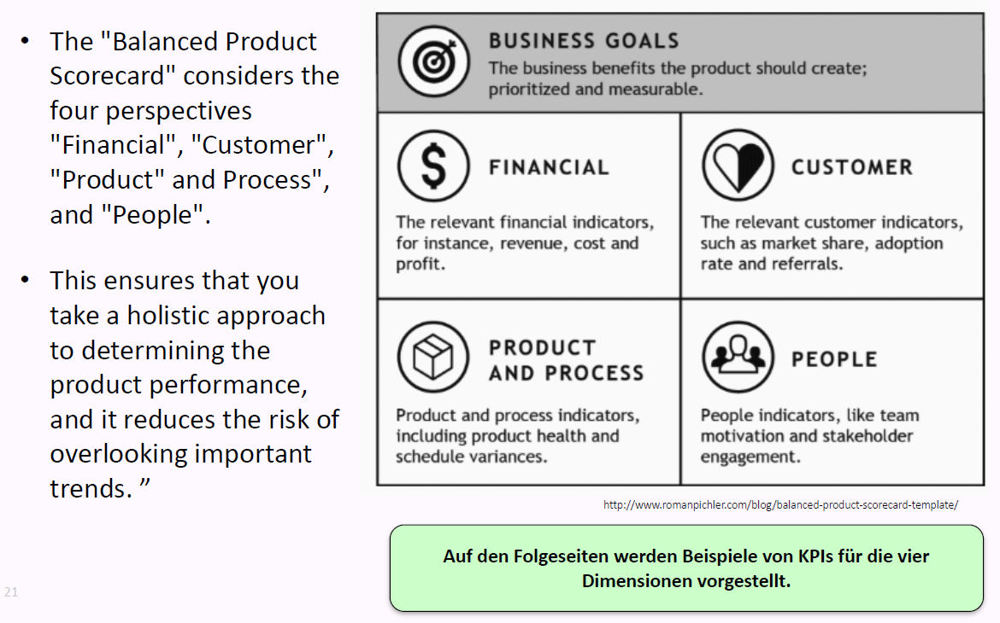 • The "Balanced Product
Scorecard" considers the
four perspectives
"Financial", "Customer",
"Product" and Process",
and "People".
• This ensures that you
take a holistic approach
to determining the
product performance,
and it reduces the risk of
overlooking important
trends. ”
BUSINESS GOALS
The business benefits the product should create;
prioritized and measurable.
$
FINANCIAL
The relevant financial indicators,
for instance, revenue, cost and
profit.
CUSTOMER
The relevant customer indicators,
such as market share, adoption
rate and referrals.
PRODUCT
AND PROCESS
Product and process indicators,
including product health and
schedule variances.
PEOPLE
People indicators, like team
motivation and stakeholder
engagement.
http://www.romanpichler.com/blog/balanced-product-scorecard-template/
Auf den Folgeseiten werden Beispiele von KPIs für die vier
Dimensionen vorgestellt.
21